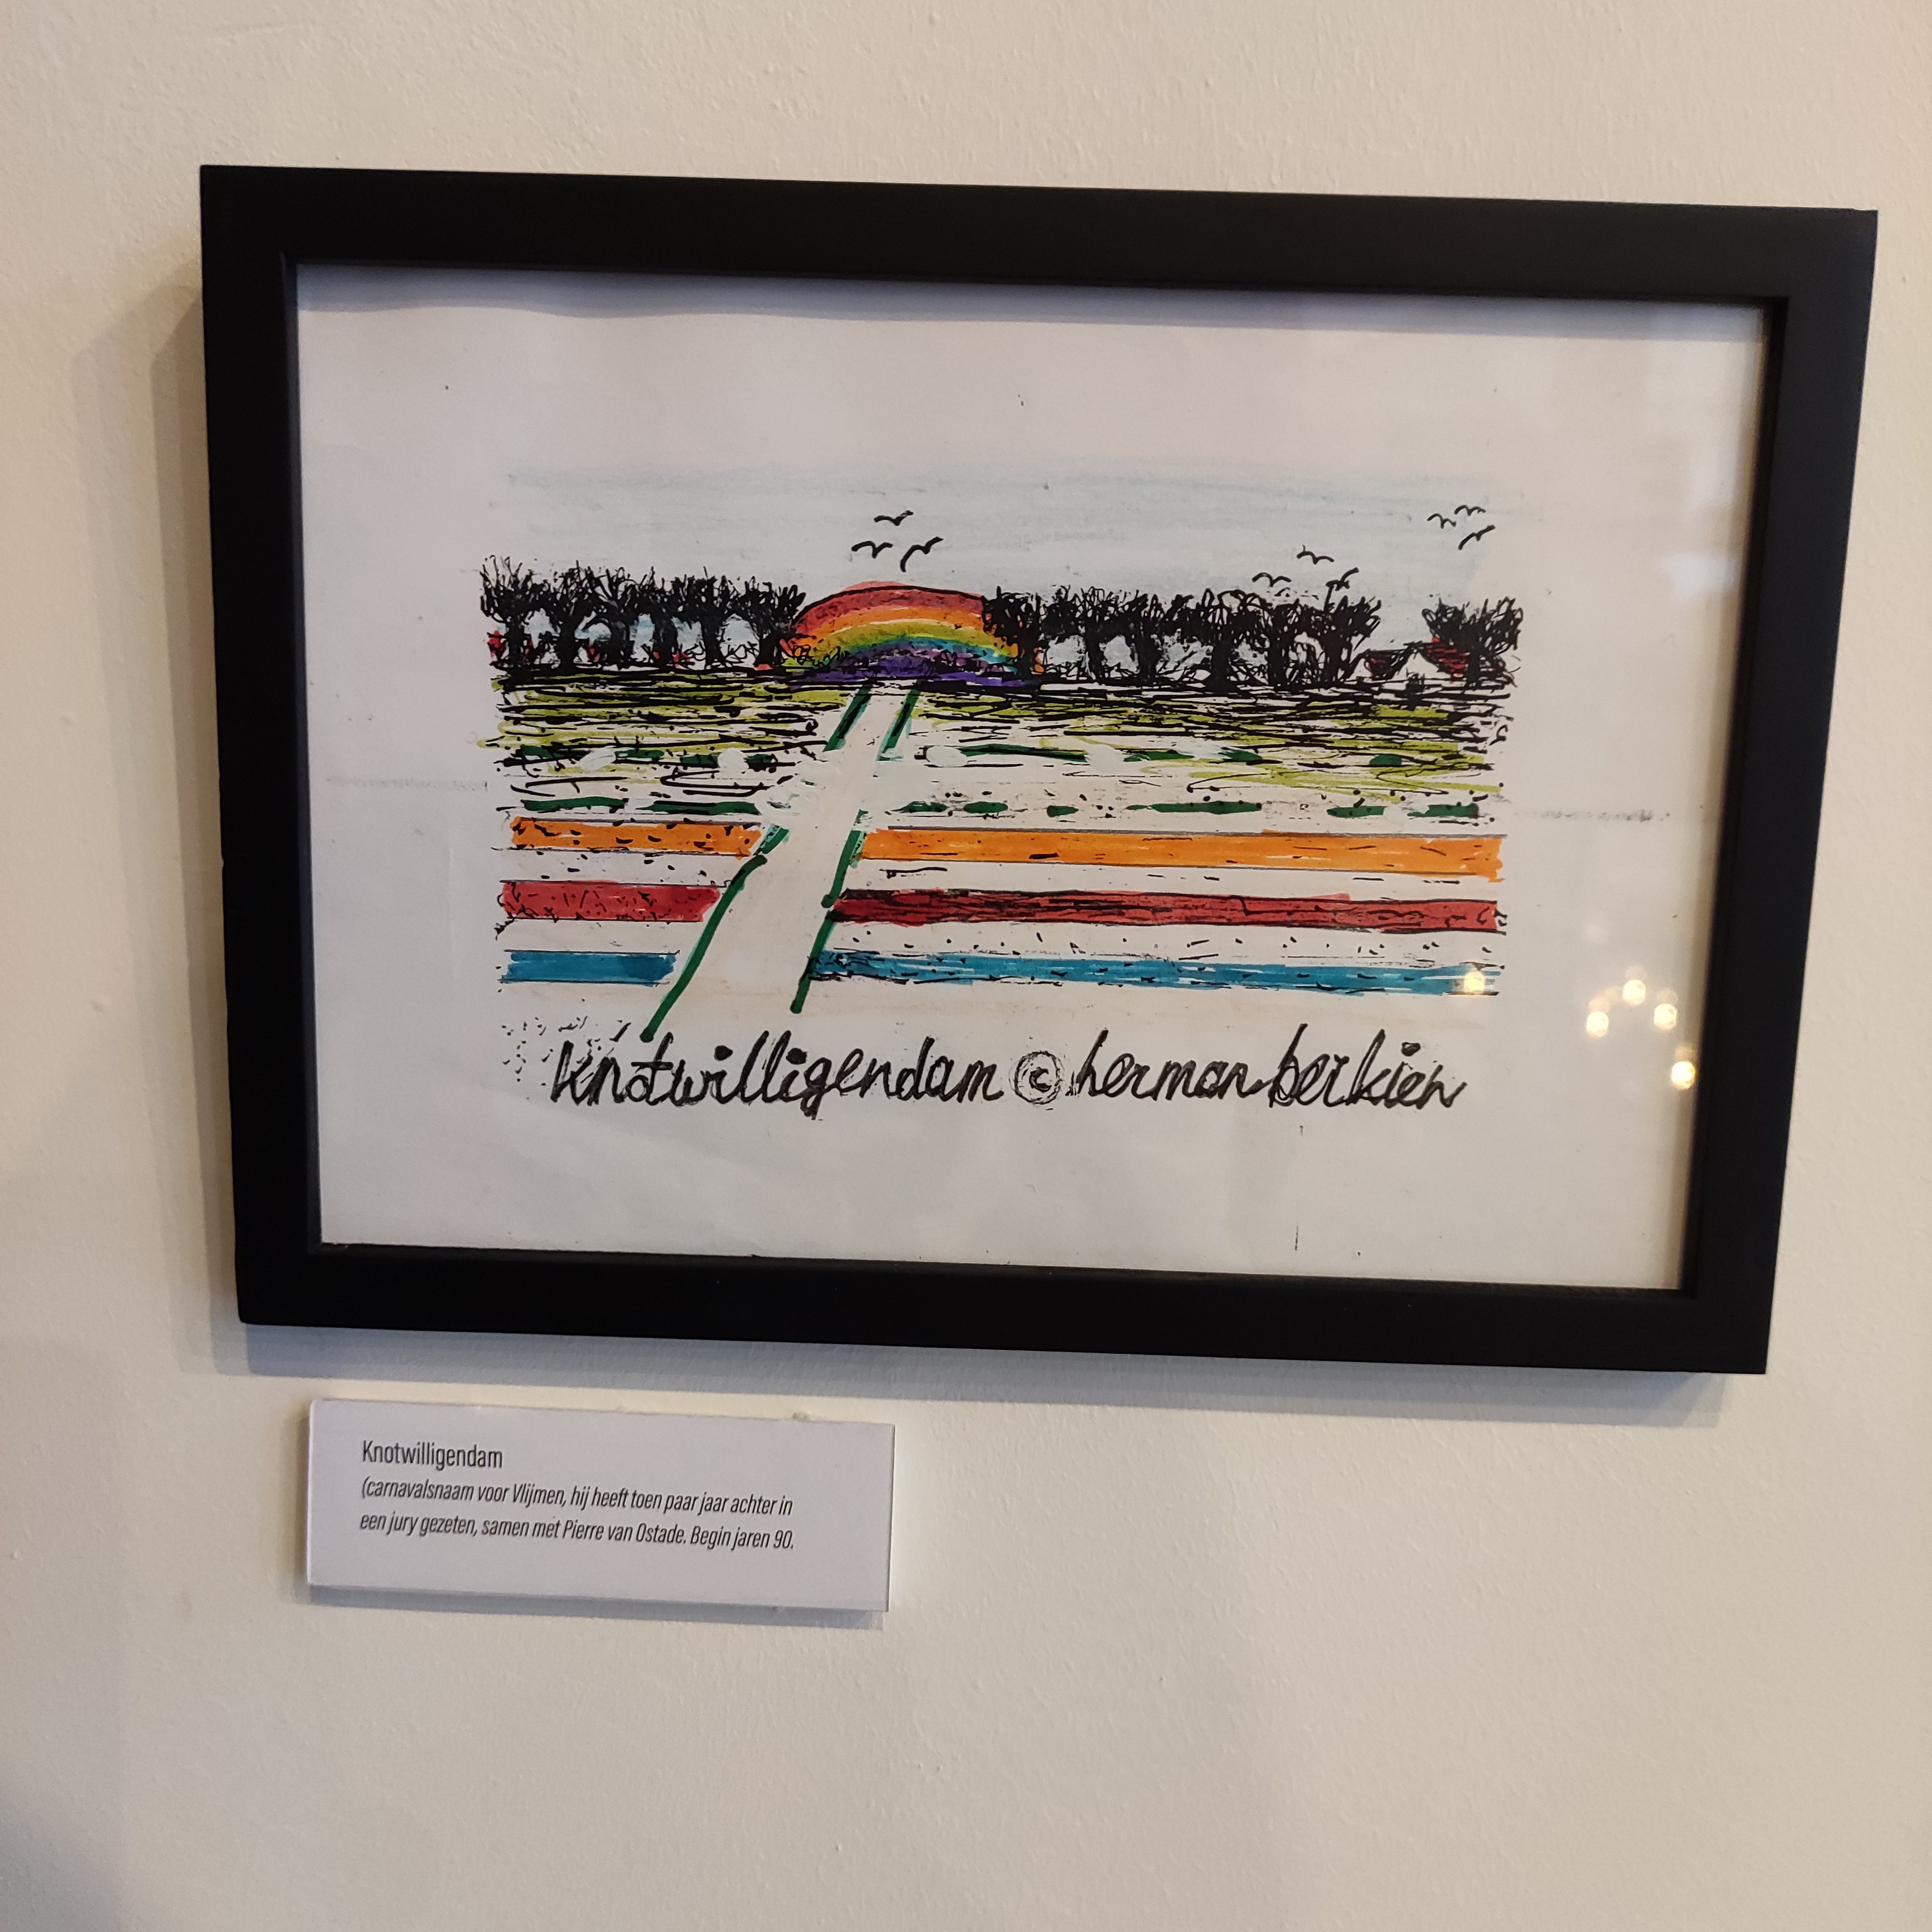 knotwilligendam © herman berkien
Knotwilligendam
(carnavalsnaam voor Vlijmen, hij heeft toen paar jaar achter in
een jury gezeten, samen met Pierre van Ostade. Begin jaren 90.